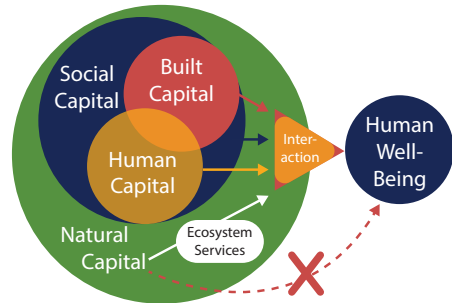 Social
Capital
Built
Capital
Human
Capital
Inter-
action
Human
Well-
Being
Natural
Capital
Ecosystem
Services